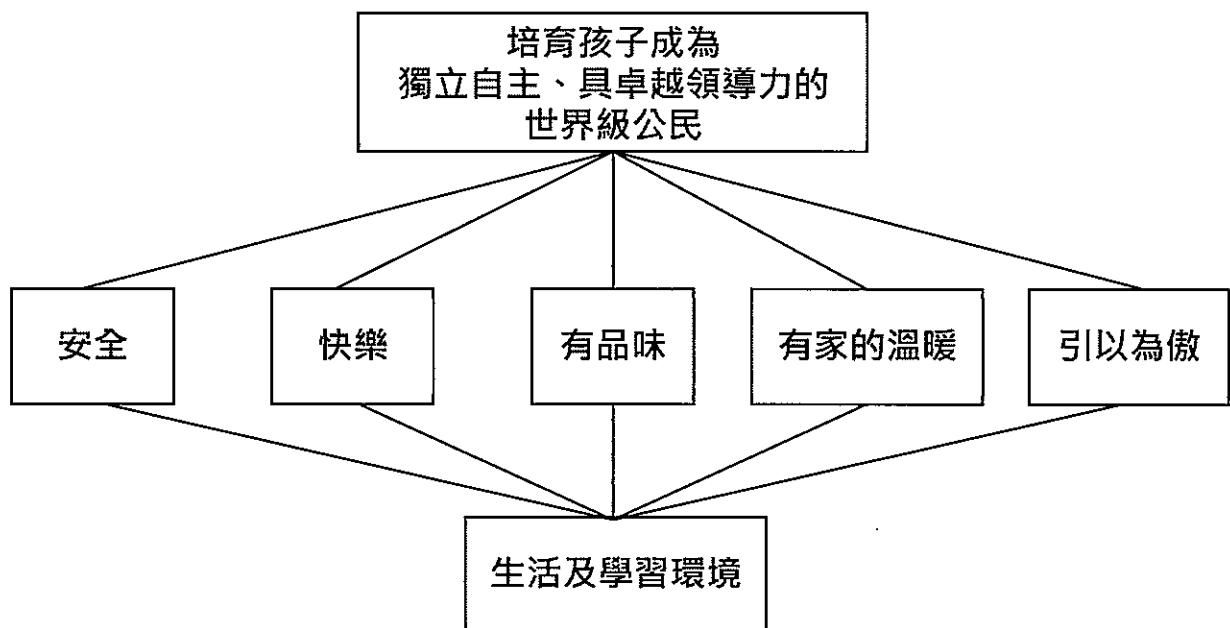 培育孩子成為
獨立自主、具卓越領導力的
世界級公民
安全
快樂
有品味
有家的溫暖
引以為傲
生活及學習環境